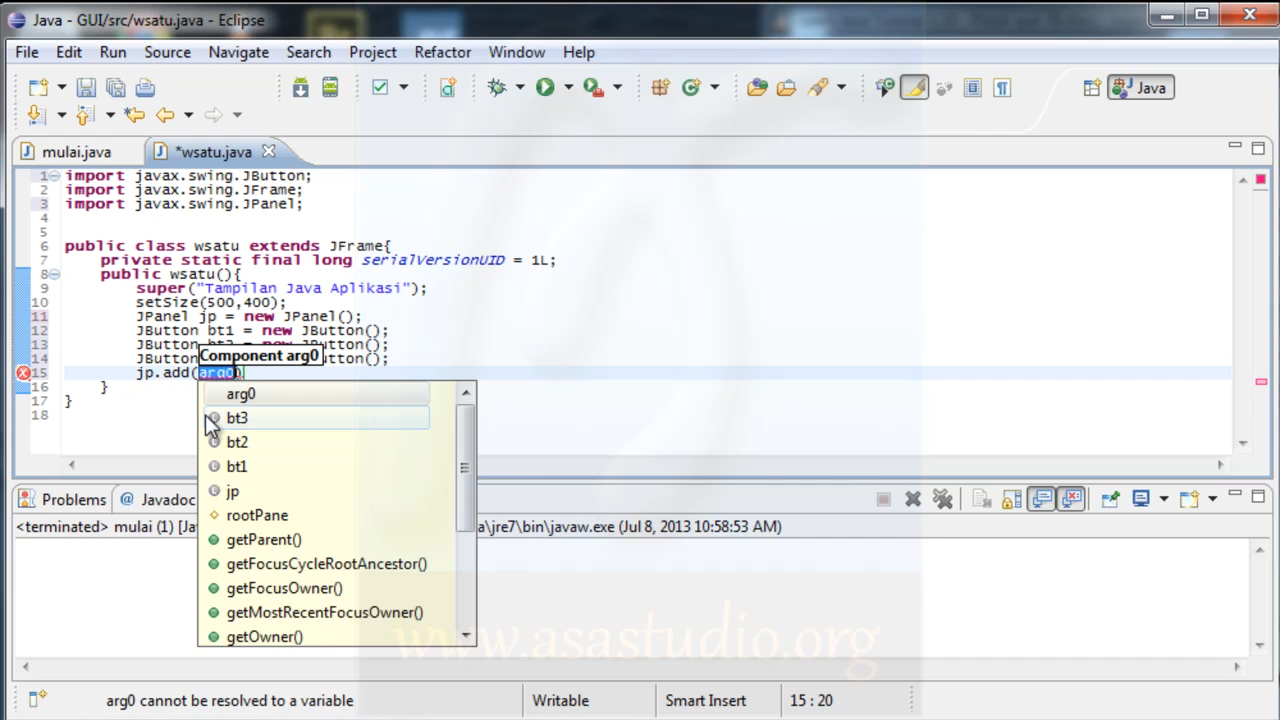 Java - GUI/src/wsatu.java - Eclipse
File Edit Run Source Navigate Search Project Refactor Window Help
Java
mulai.java *wsatu.java
1 import javax.swing.JButton;
2 import javax.swing.JFrame;
3 import javax.swing.JPanel;
4
5
6 public class wsatu extends JFrame{
7 private static final long serialVersionUID = 1L;
8 public wsatu(){
9 super("Tampilan Java Aplikasi");
10 setSize(500,400);
11 JPanel jp = new JPanel();
12 JButton bt1 = new JButton();
13 JButton bt2 = new JButton();
14 JButton utton();
Component arg0
15 jp.add(arg0)
16 }
17 }
18
arg0
bt3
bt2
bt1
jp
rootPane
getParent()
getFocusCycleRootAncestor()
getFocusOwner()
getMostRecentFocusOwner()
getOwner()
Problems Javadoc
<terminated> mulai (1) [Ja a\jre7\bin\javaw.exe (Jul 8, 2013 10:58:53 AM)
www.asastudio.org
arg0 cannot be resolved to a variable Writable Smart Insert 15 : 20